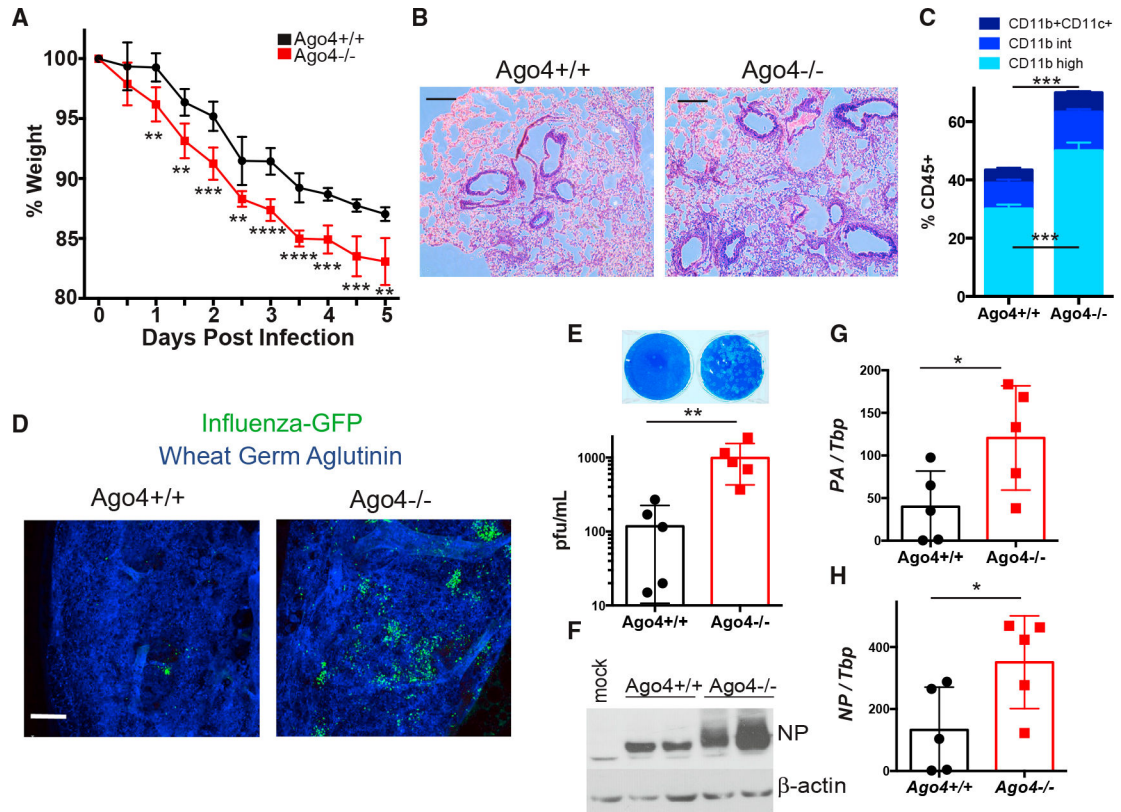 A
Ago4+/+
Ago4-/-
% Weight
100
95
90
85
80
**
**
***
**
****
****
***
***
**
0
1
2
3
4
5
Days Post Infection
B
Ago4+/+
Ago4-/-
C
CD11b+CD11c+
CD11b int
CD11b high
% CD45+
60
40
20
0
***
***
Ago4+/+
Ago4-/-
D
Influenza-GFP
Wheat Germ Aglutinin
Ago4+/+
Ago4-/-
E
**
pfu/mL
1000
100
10
Ago4+/+
Ago4-/-
F
mock
Ago4+/+
Ago4-/-
NP
β-actin
G
*
PA / Tbp
200
150
100
50
0
Ago4+/+
Ago4-/-
H
*
NP / Tbp
400
200
0
Ago4+/+
Ago4-/-